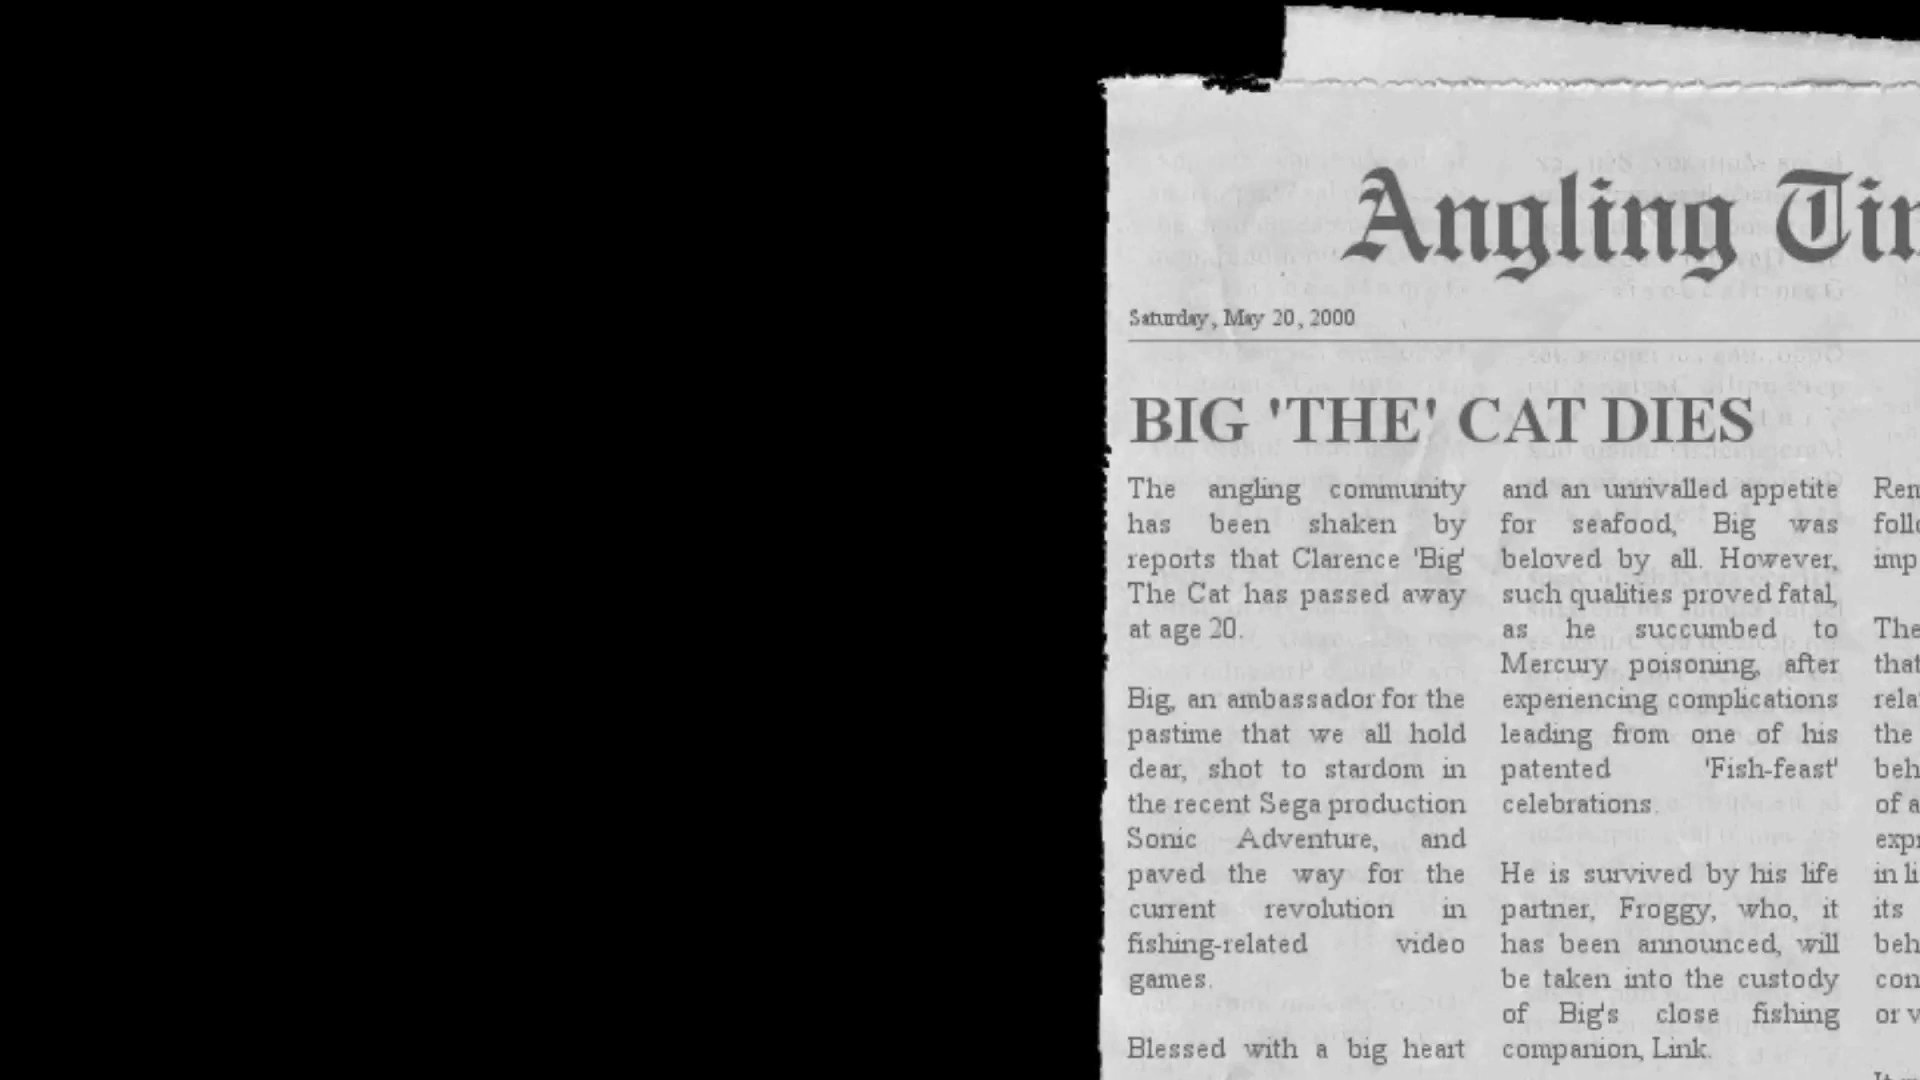 Angling
Saturday, May 20, 2000
BIG 'THE' CAT DIES
The angling community
has been shaken by
reports that Clarence 'Big'
The Cat has passed away
at age 20.
Big, an ambassador for the
pastime that we all hold
dear, shot to stardom in
the recent Sega production
Sonic Adventure, and
paved the way for the
current revolution in
fishing-related video
games.
Blessed with a big heart
and an unrivalled appetite
for seafood, Big was
beloved by all. However,
such qualities proved fatal,
as he succumbed to
Mercury poisoning, after
experiencing complications
leading from one of his
patented 'Fish-feast'
celebrations.
He is survived by his life
partner, Froggy, who, it
has been announced, will
be taken into the custody
of Big's close fishing
companion, Link.
The
that
the
of a
its